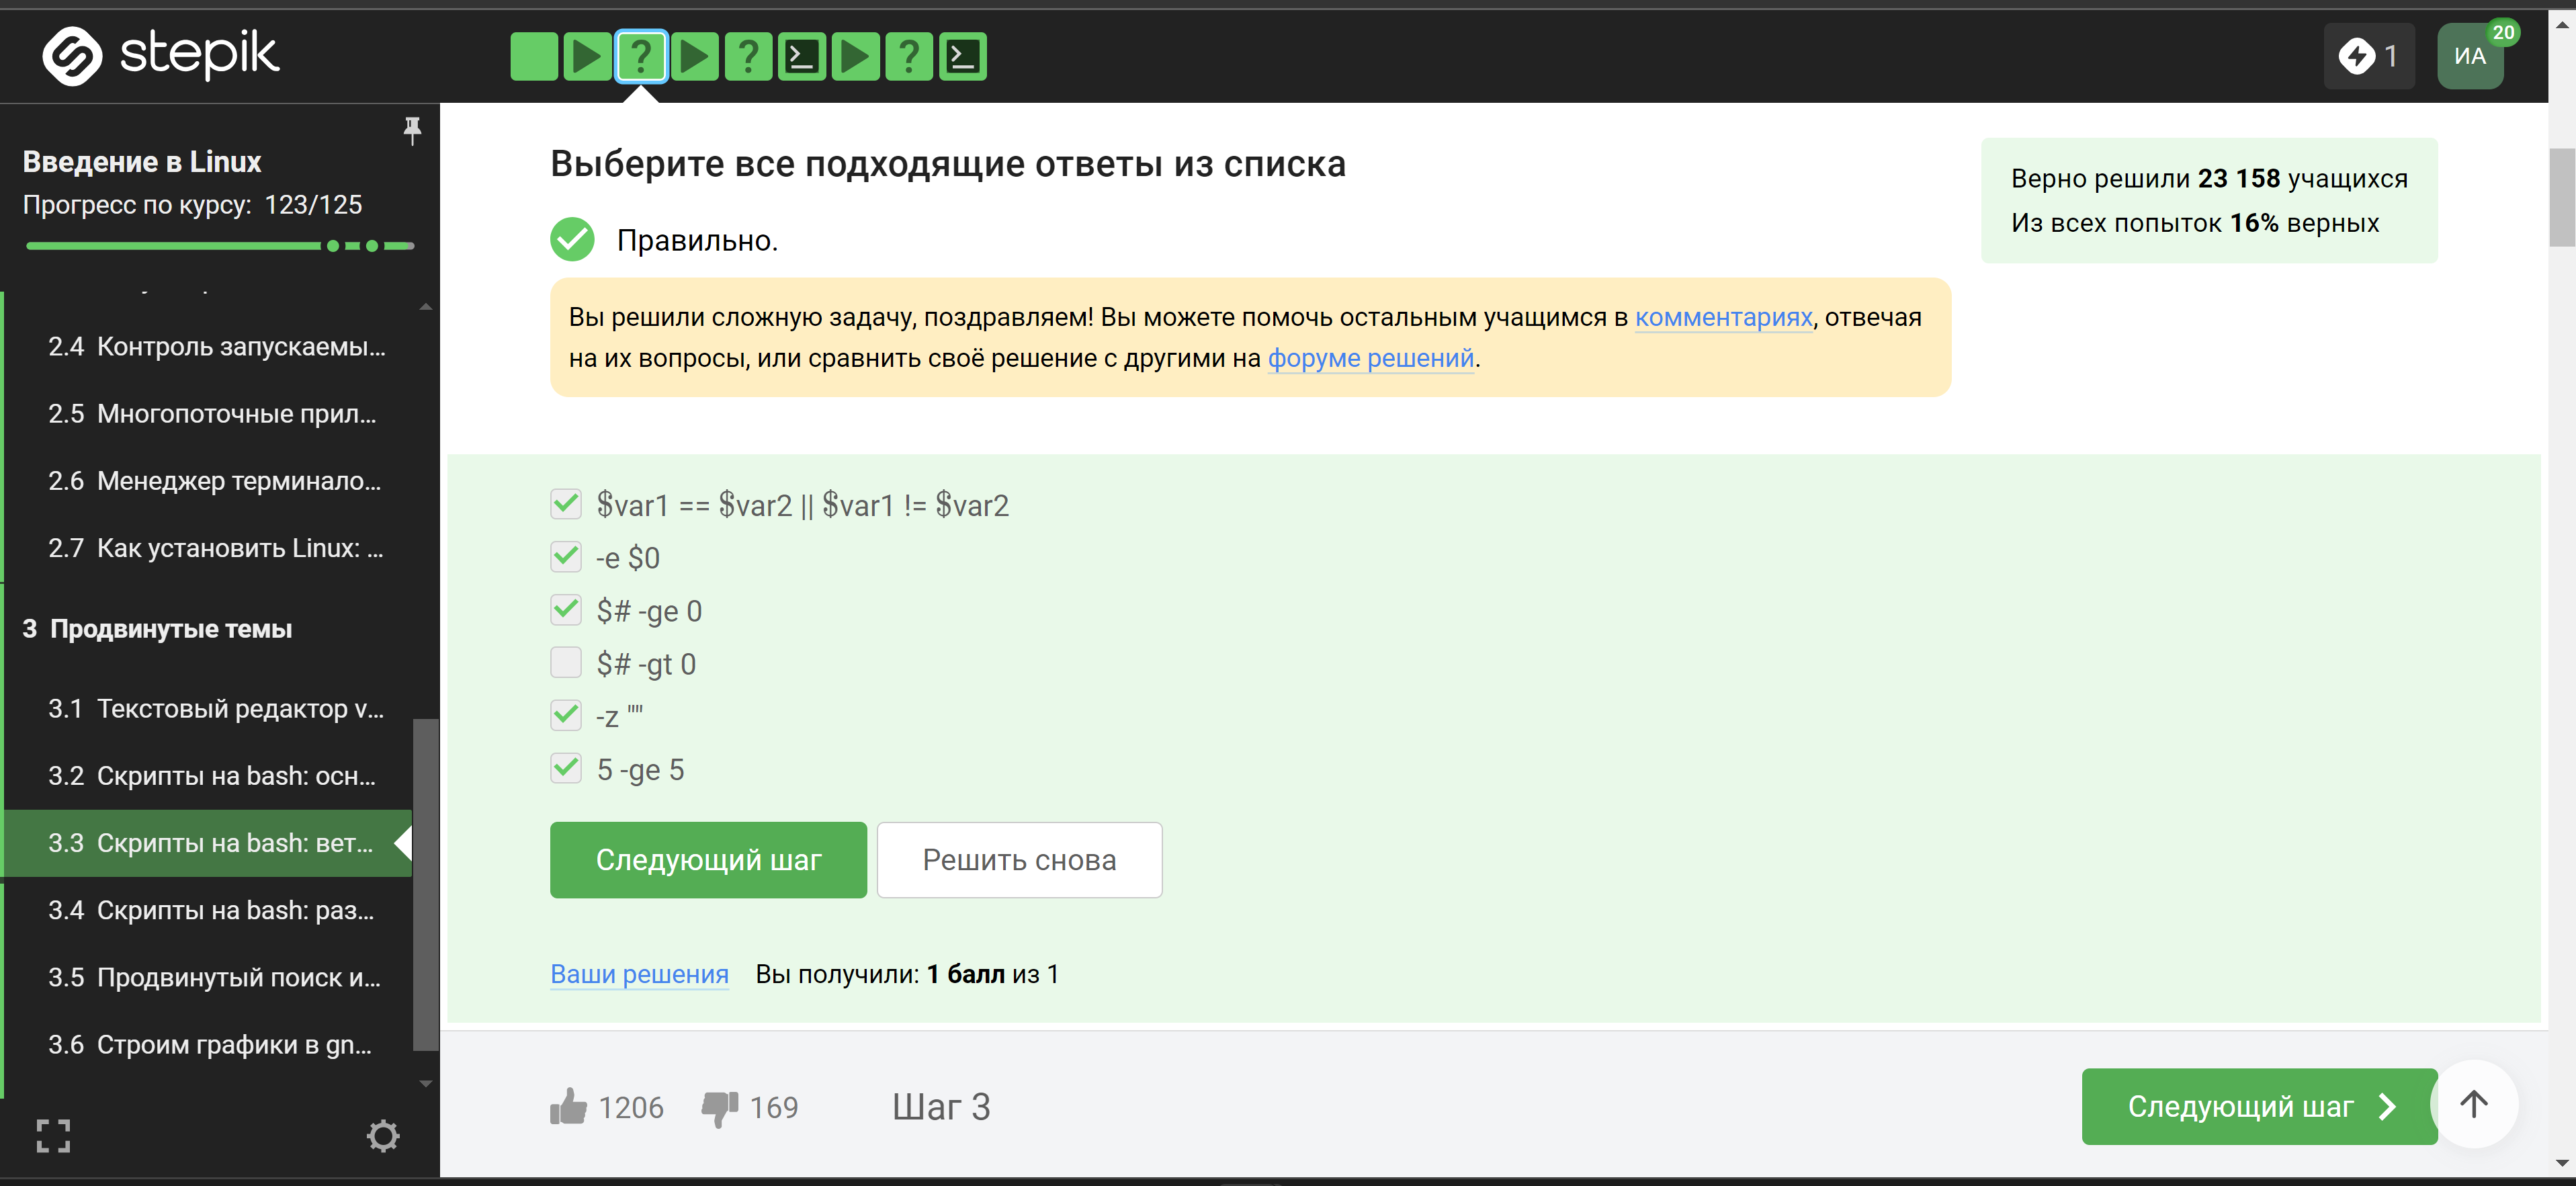 stepik
1
ИА
20
Введение в Linux
Прогресс по курсу: 123/125
2.4 Контроль запускаемы...
2.5 Многопоточные прил...
2.6 Менеджер терминало...
2.7 Как установить Linux: ...
3 Продвинутые темы
3.1 Текстовый редактор v...
3.2 Скрипты на bash: осн...
3.3 Скрипты на bash: вет...
3.4 Скрипты на bash: раз...
3.5 Продвинутый поиск и...
3.6 Строим графики в gn...
Выберите все подходящие ответы из списка
Правильно.
Верно решили 23 158 учащихся
Из всех попыток 16% верных
Вы решили сложную задачу, поздравляем! Вы можете помочь остальным учащимся в комментариях, отвечая
на их вопросы, или сравнить своё решение с другими на форуме решений.
$var1 == $var2 || $var1 != $var2
-e $0
$# -ge 0
$# -gt 0
-z ""
5 -ge 5
Следующий шаг
Решить снова
Ваши решения Вы получили: 1 балл из 1
1206
169
Шаг 3
Следующий шаг